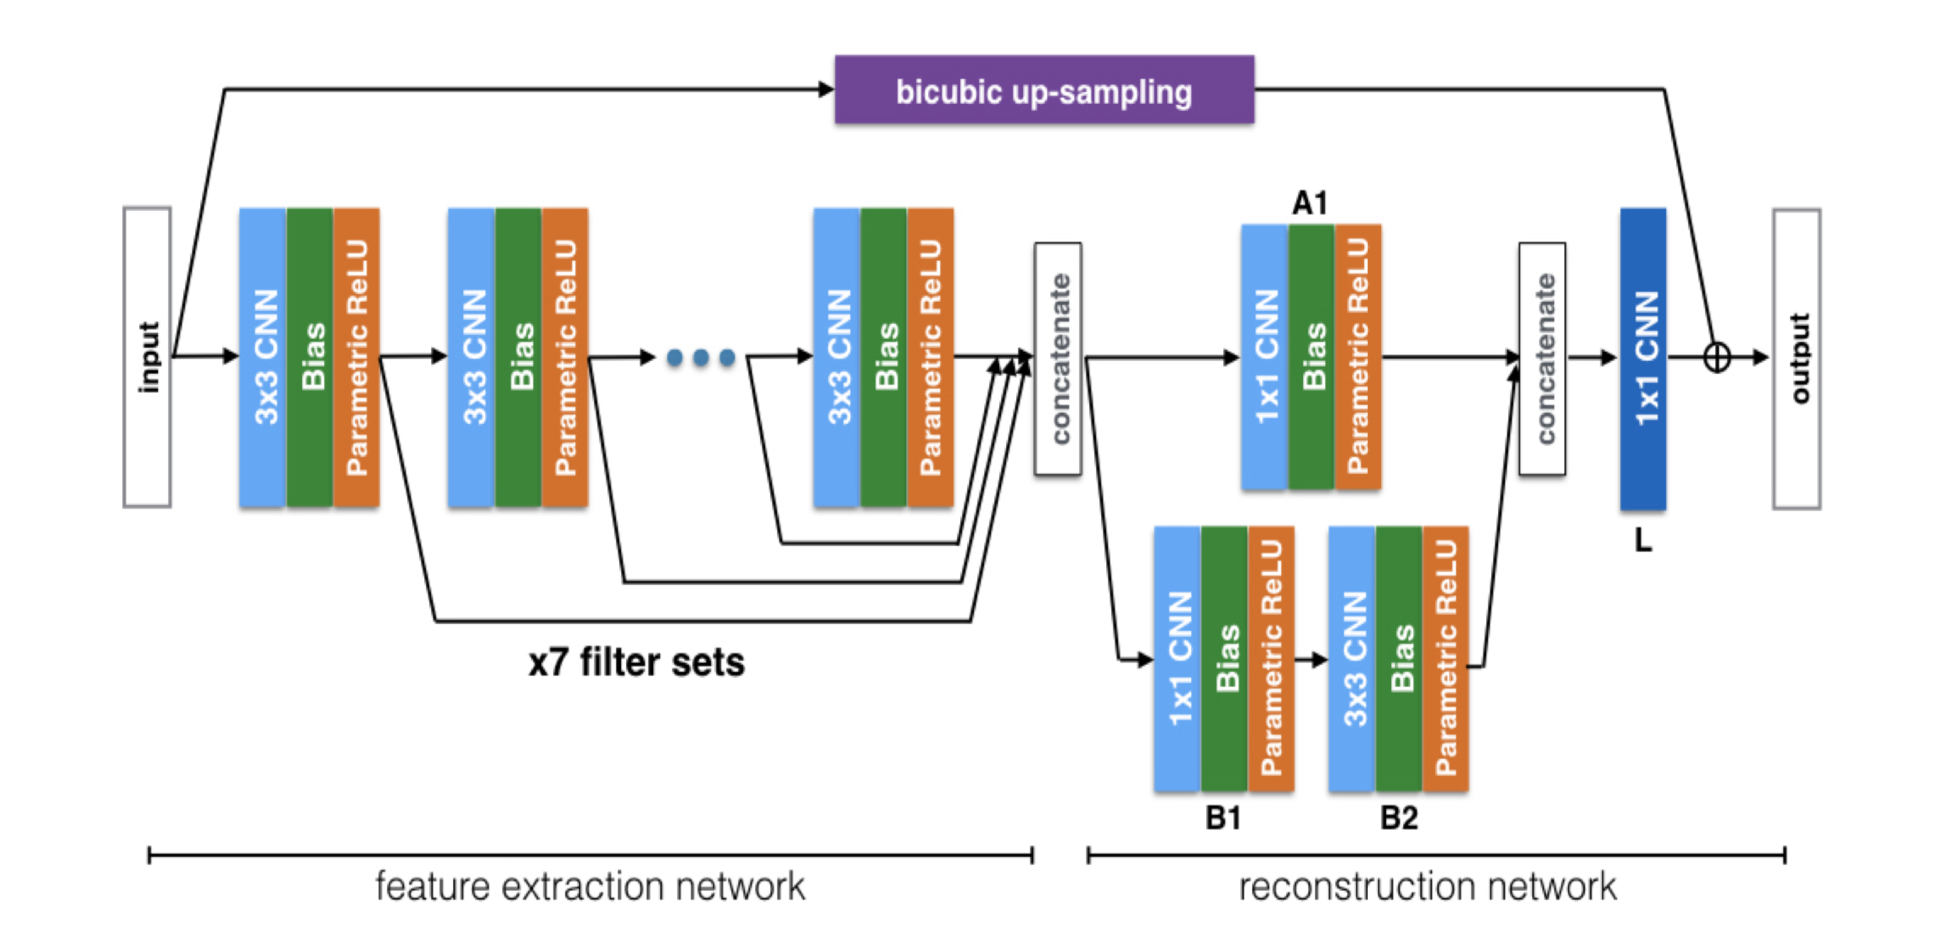 bicubic up-sampling
input
3x3 CNN
Bias
Parametric ReLU
3x3 CNN
Bias
Parametric ReLU
3x3 CNN
Bias
Parametric ReLU
concatenate
A1
1x1 CNN
Bias
Parametric ReLU
concatenate
1x1 CNN
L
output
x7 filter sets
1x1 CNN
Bias
Parametric ReLU
B1
3x3 CNN
Bias
Parametric ReLU
B2
feature extraction network
reconstruction network